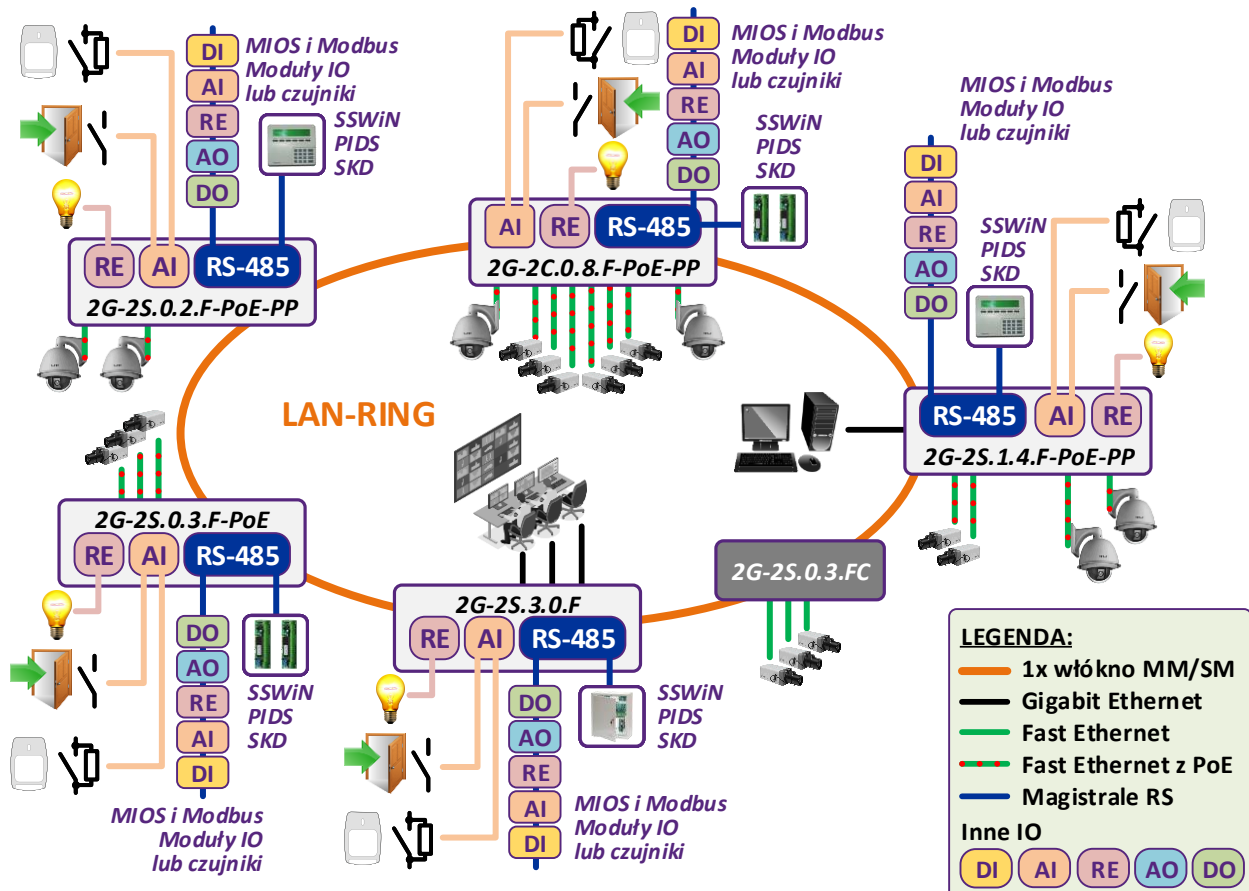 DI
AI
RE
AO
DO
MIOS i Modbus
Moduły IO
lub czujniki
SSWiN
PIDS
SKD
RE
AI
RS-485
2G-2S.0.2.F-PoE-PP
DI
AI
RE
AO
DO
MIOS i Modbus
Moduły IO
lub czujniki
SSWiN
PIDS
SKD
AI
RE
RS-485
2G-2C.0.8.F-PoE-PP
MIOS i Modbus
Moduły IO
lub czujniki
DI
AI
RE
AO
DO
SSWiN
PIDS
SKD
RS-485
AI
RE
2G-2S.1.4.F-PoE-PP
LAN-RING
2G-2S.0.3.F-PoE
RE
AI
RS-485
DO
AO
RE
AI
DI
SSWiN
PIDS
SKD
MIOS i Modbus
Moduły IO
lub czujniki
2G-2S.3.0.F
RE
AI
RS-485
DO
AO
RE
AI
DI
SSWiN
PIDS
SKD
MIOS i Modbus
Moduły IO
lub czujniki
2G-2S.0.3.FC
LEGENDA:
1x włókno MM/SM
Gigabit Ethernet
Fast Ethernet
Fast Ethernet z PoE
Magistrale RS
Inne IO
DI AI RE AO DO